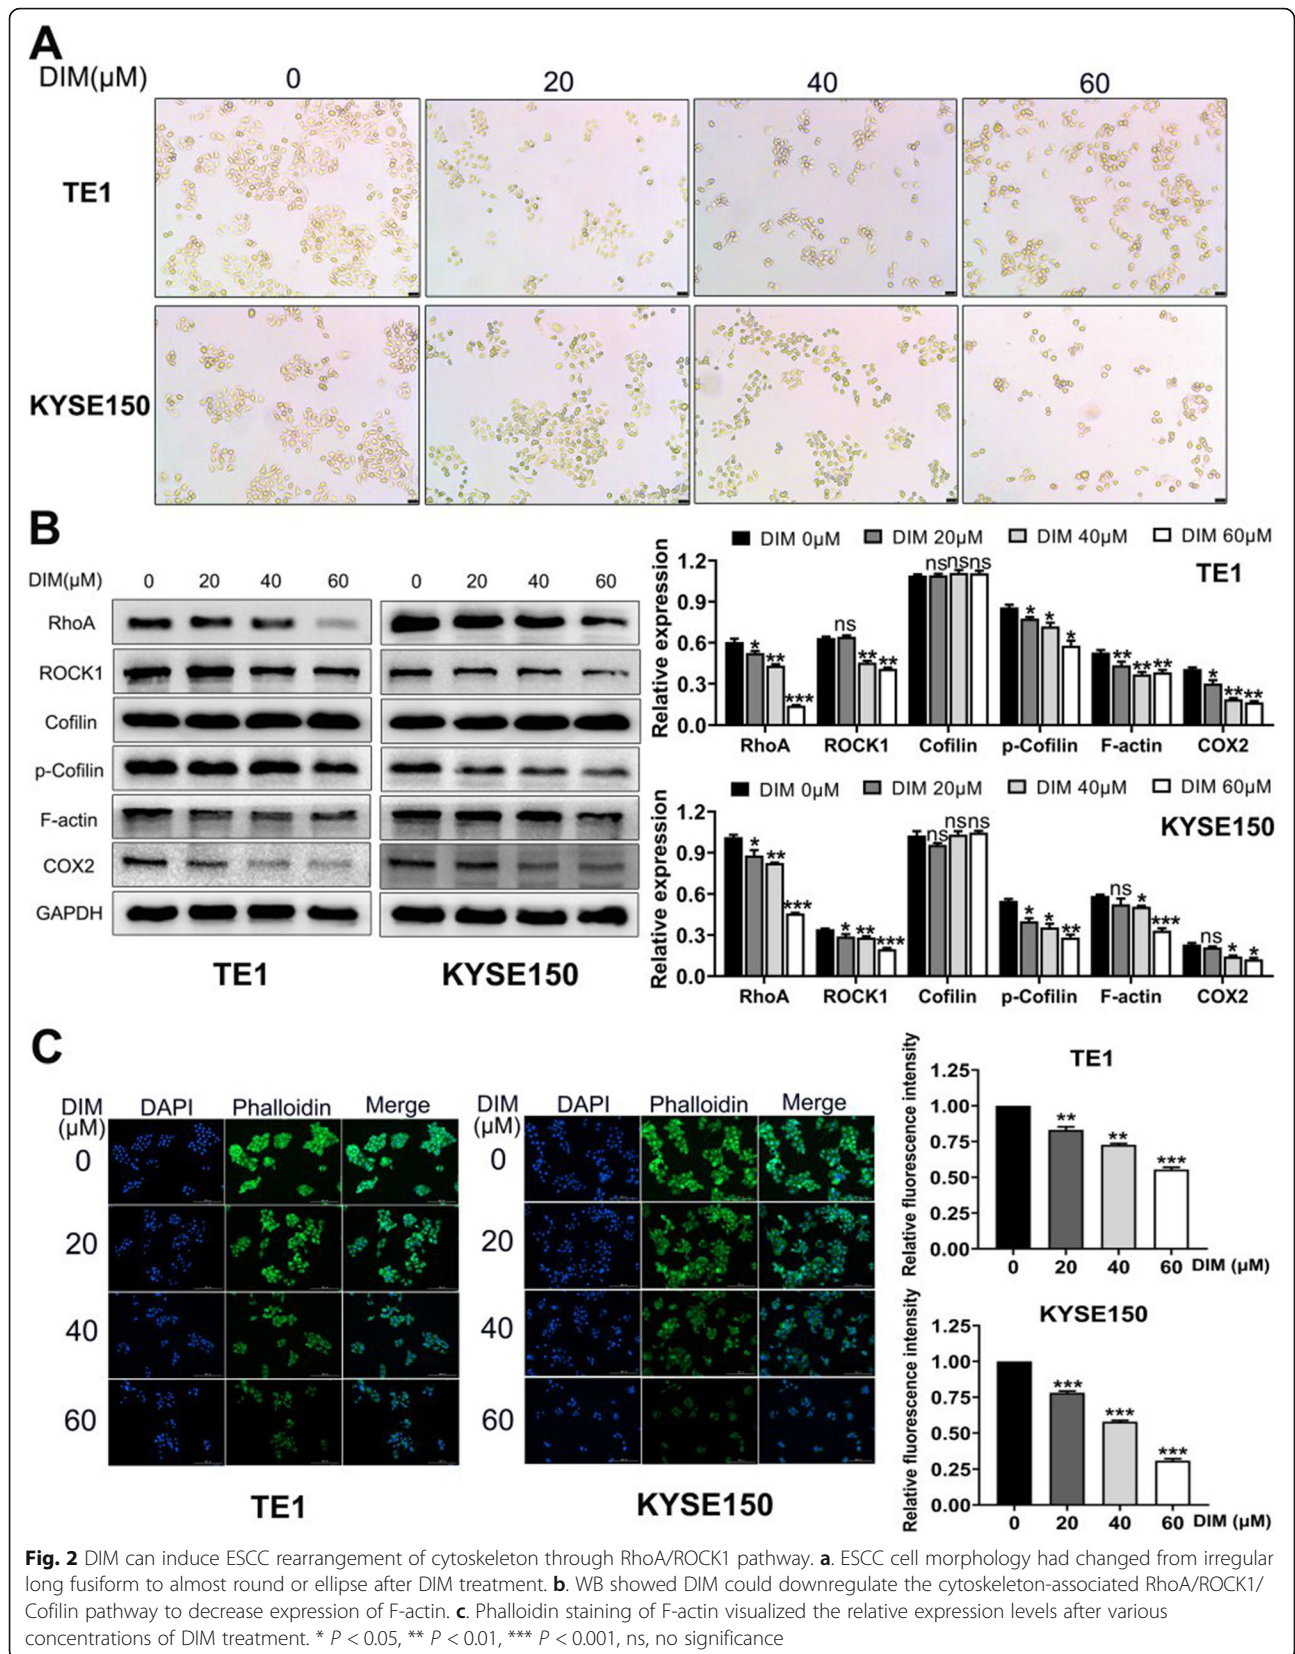 A
DIM(μM) 0 20 40 60
TE1
KYSE150
B
DIM(μM) 0 20 40 60 0 20 40 60
RhoA
ROCK1
Cofilin
p-Cofilin
F-actin
COX2
GAPDH
TE1 KYSE150
DIM 0μM DIM 20μM DIM 40μM DIM 60μM
TE1
Relative expression
1.2
0.9
0.6
0.3
0.0
* ** *** ns ** ** ns ns ns * * * ** ** ** * ** **
RhoA ROCK1 Cofilin p-Cofilin F-actin COX2
DIM 0μM DIM 20μM DIM 40μM DIM 60μM
KYSE150
Relative expression
1.2
0.9
0.6
0.3
0.0
* ** *** * ** *** ns ns ns * * ** ns * *** ns * *
RhoA ROCK1 Cofilin p-Cofilin F-actin COX2
C
DIM (μM) DAPI Phalloidin Merge
0
20
40
60
TE1
DIM (μM) DAPI Phalloidin Merge
0
20
40
60
KYSE150
TE1
Relative fluorescence intensity
1.25
1.00
0.75
0.50
0.25
0.00
** ** ***
0 20 40 60 DIM (μM)
KYSE150
Relative fluorescence intensity
1.25
1.00
0.75
0.50
0.25
0.00
*** *** ***
0 20 40 60 DIM (μM)
Fig. 2 DIM can induce ESCC rearrangement of cytoskeleton through RhoA/ROCK1 pathway. a. ESCC cell morphology had changed from irregular
long fusiform to almost round or ellipse after DIM treatment. b. WB showed DIM could downregulate the cytoskeleton-associated RhoA/ROCK1/
Cofilin pathway to decrease expression of F-actin. c. Phalloidin staining of F-actin visualized the relative expression levels after various
concentrations of DIM treatment. * P < 0.05, ** P < 0.01, *** P < 0.001, ns, no significance